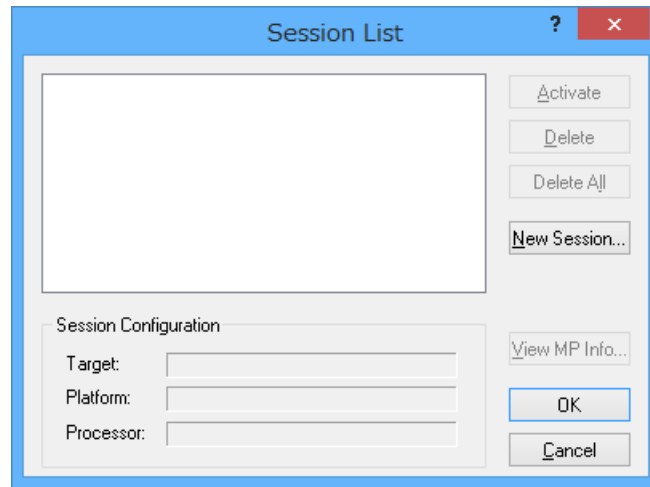 Session List
?
Activate
Delete
Delete All
New Session...
Session Configuration
Target:
Platform:
Processor:
View MP Info...
OK
Cancel